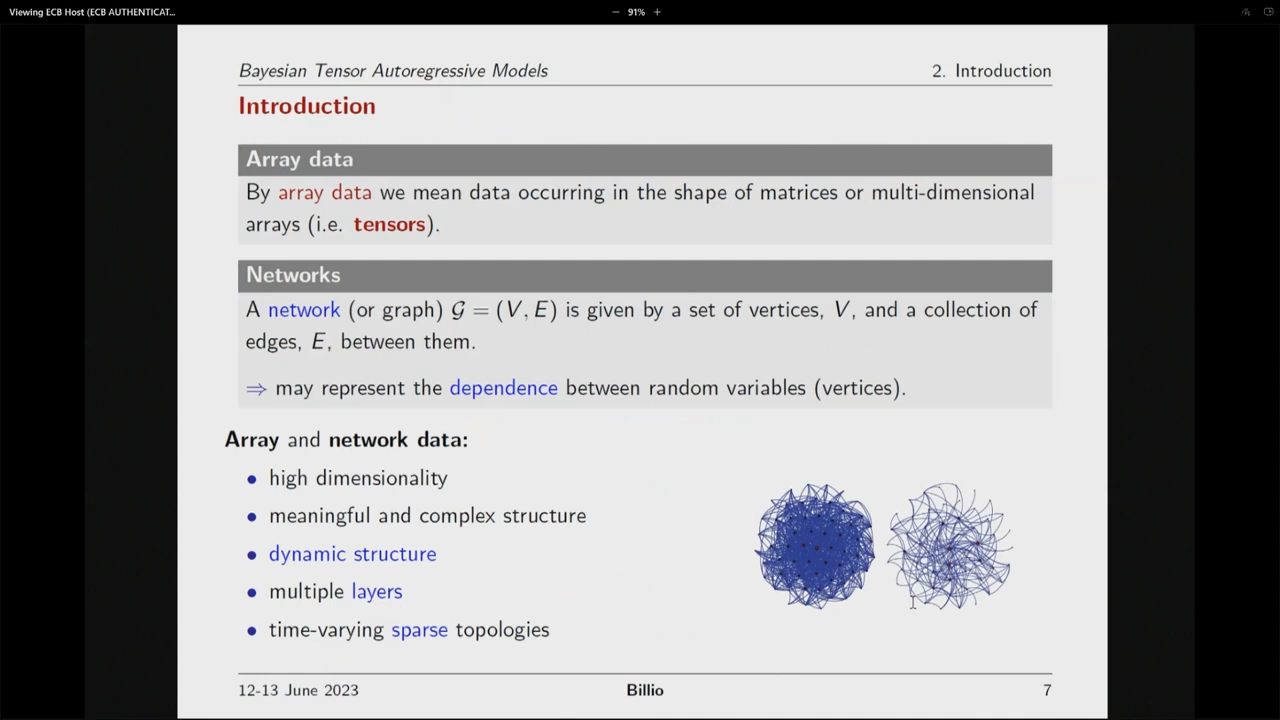 Viewing ECB Host (ECB AUTHENTICAT...
− 91% +
Bayesian Tensor Autoregressive Models
2. Introduction
Introduction
Array data
By array data we mean data occurring in the shape of matrices or multi-dimensional
arrays (i.e. tensors).
Networks
A network (or graph) 𝒢 = (V, E) is given by a set of vertices, V, and a collection of
edges, E, between them.
⇒ may represent the dependence between random variables (vertices).
Array and network data:
• high dimensionality
• meaningful and complex structure
• dynamic structure
• multiple layers
• time-varying sparse topologies
12-13 June 2023
Billio
7